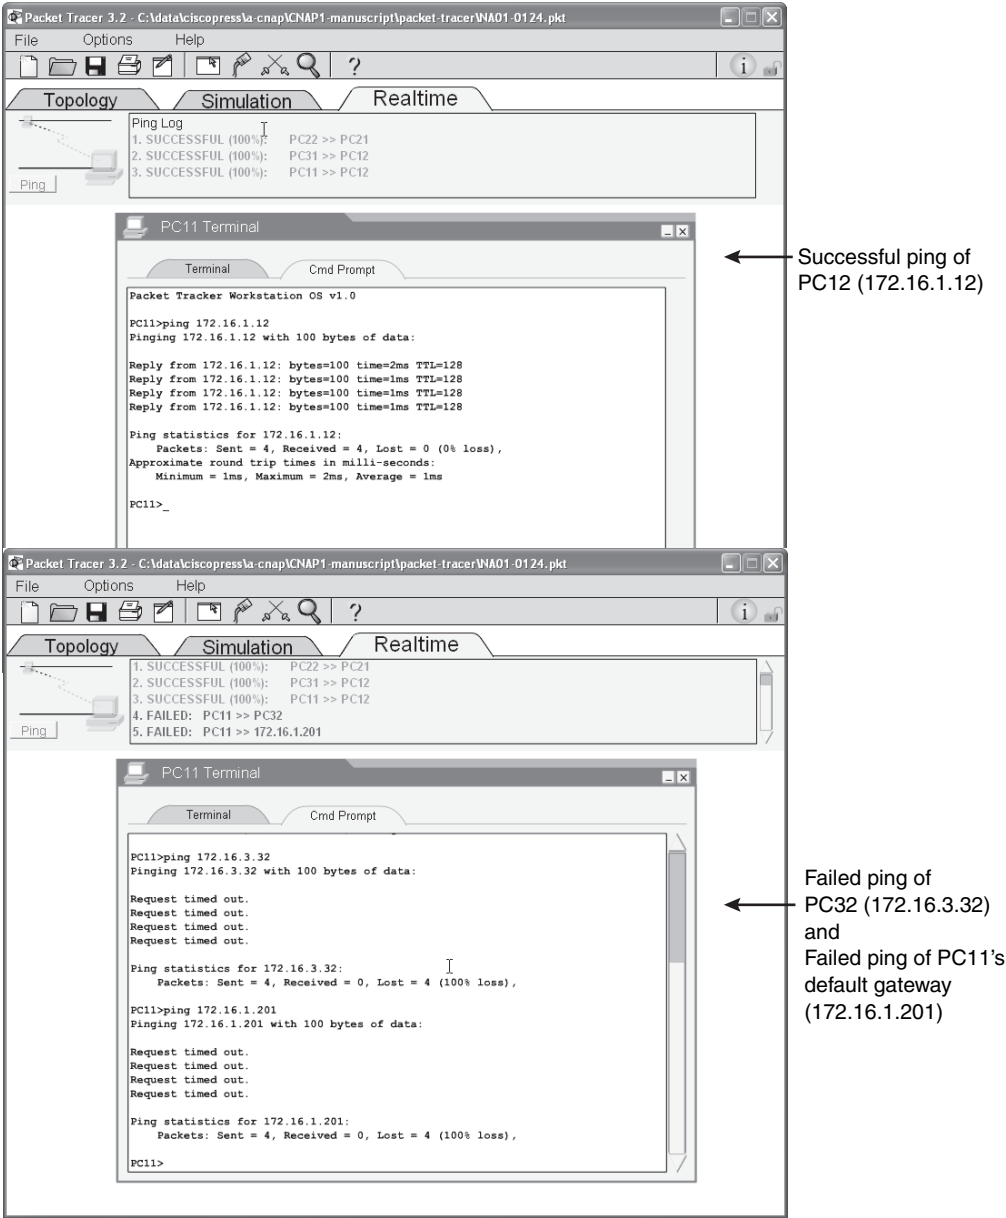 Packet Tracer 3.2 - C:\data\ciscopress\a-cnap\CNAP1-manuscript\packet-tracer\NA01-0124.pkt
File Options Help
Topology Simulation Realtime
Ping Log
1. SUCCESSFUL (100%): PC22 >> PC21
2. SUCCESSFUL (100%): PC31 >> PC12
3. SUCCESSFUL (100%): PC11 >> PC12
Ping
PC11 Terminal
Terminal Cmd Prompt
Packet Tracker Workstation OS v1.0
PC11>ping 172.16.1.12
Pinging 172.16.1.12 with 100 bytes of data:
Reply from 172.16.1.12: bytes=100 time=2ms TTL=128
Reply from 172.16.1.12: bytes=100 time=1ms TTL=128
Reply from 172.16.1.12: bytes=100 time=1ms TTL=128
Reply from 172.16.1.12: bytes=100 time=1ms TTL=128
Ping statistics for 172.16.1.12:
Packets: Sent = 4, Received = 4, Lost = 0 (0% loss),
Approximate round trip times in milli-seconds:
Minimum = 1ms, Maximum = 2ms, Average = 1ms
PC11>_
Successful ping of
PC12 (172.16.1.12)
Packet Tracer 3.2 - C:\data\ciscopress\a-cnap\CNAP1-manuscript\packet-tracer\NA01-0124.pkt
File Options Help
Topology Simulation Realtime
1. SUCCESSFUL (100%): PC22 >> PC21
2. SUCCESSFUL (100%): PC31 >> PC12
3. SUCCESSFUL (100%): PC11 >> PC12
4. FAILED: PC11 >> PC32
5. FAILED: PC11 >> 172.16.1.201
Ping
PC11 Terminal
Terminal Cmd Prompt
PC11>ping 172.16.3.32
Pinging 172.16.3.32 with 100 bytes of data:
Request timed out.
Request timed out.
Request timed out.
Request timed out.
Ping statistics for 172.16.3.32:
Packets: Sent = 4, Received = 0, Lost = 4 (100% loss),
PC11>ping 172.16.1.201
Pinging 172.16.1.201 with 100 bytes of data:
Request timed out.
Request timed out.
Request timed out.
Request timed out.
Ping statistics for 172.16.1.201:
Packets: Sent = 4, Received = 0, Lost = 4 (100% loss),
PC11>
Failed ping of
PC32 (172.16.3.32)
and
Failed ping of PC11's
default gateway
(172.16.1.201)